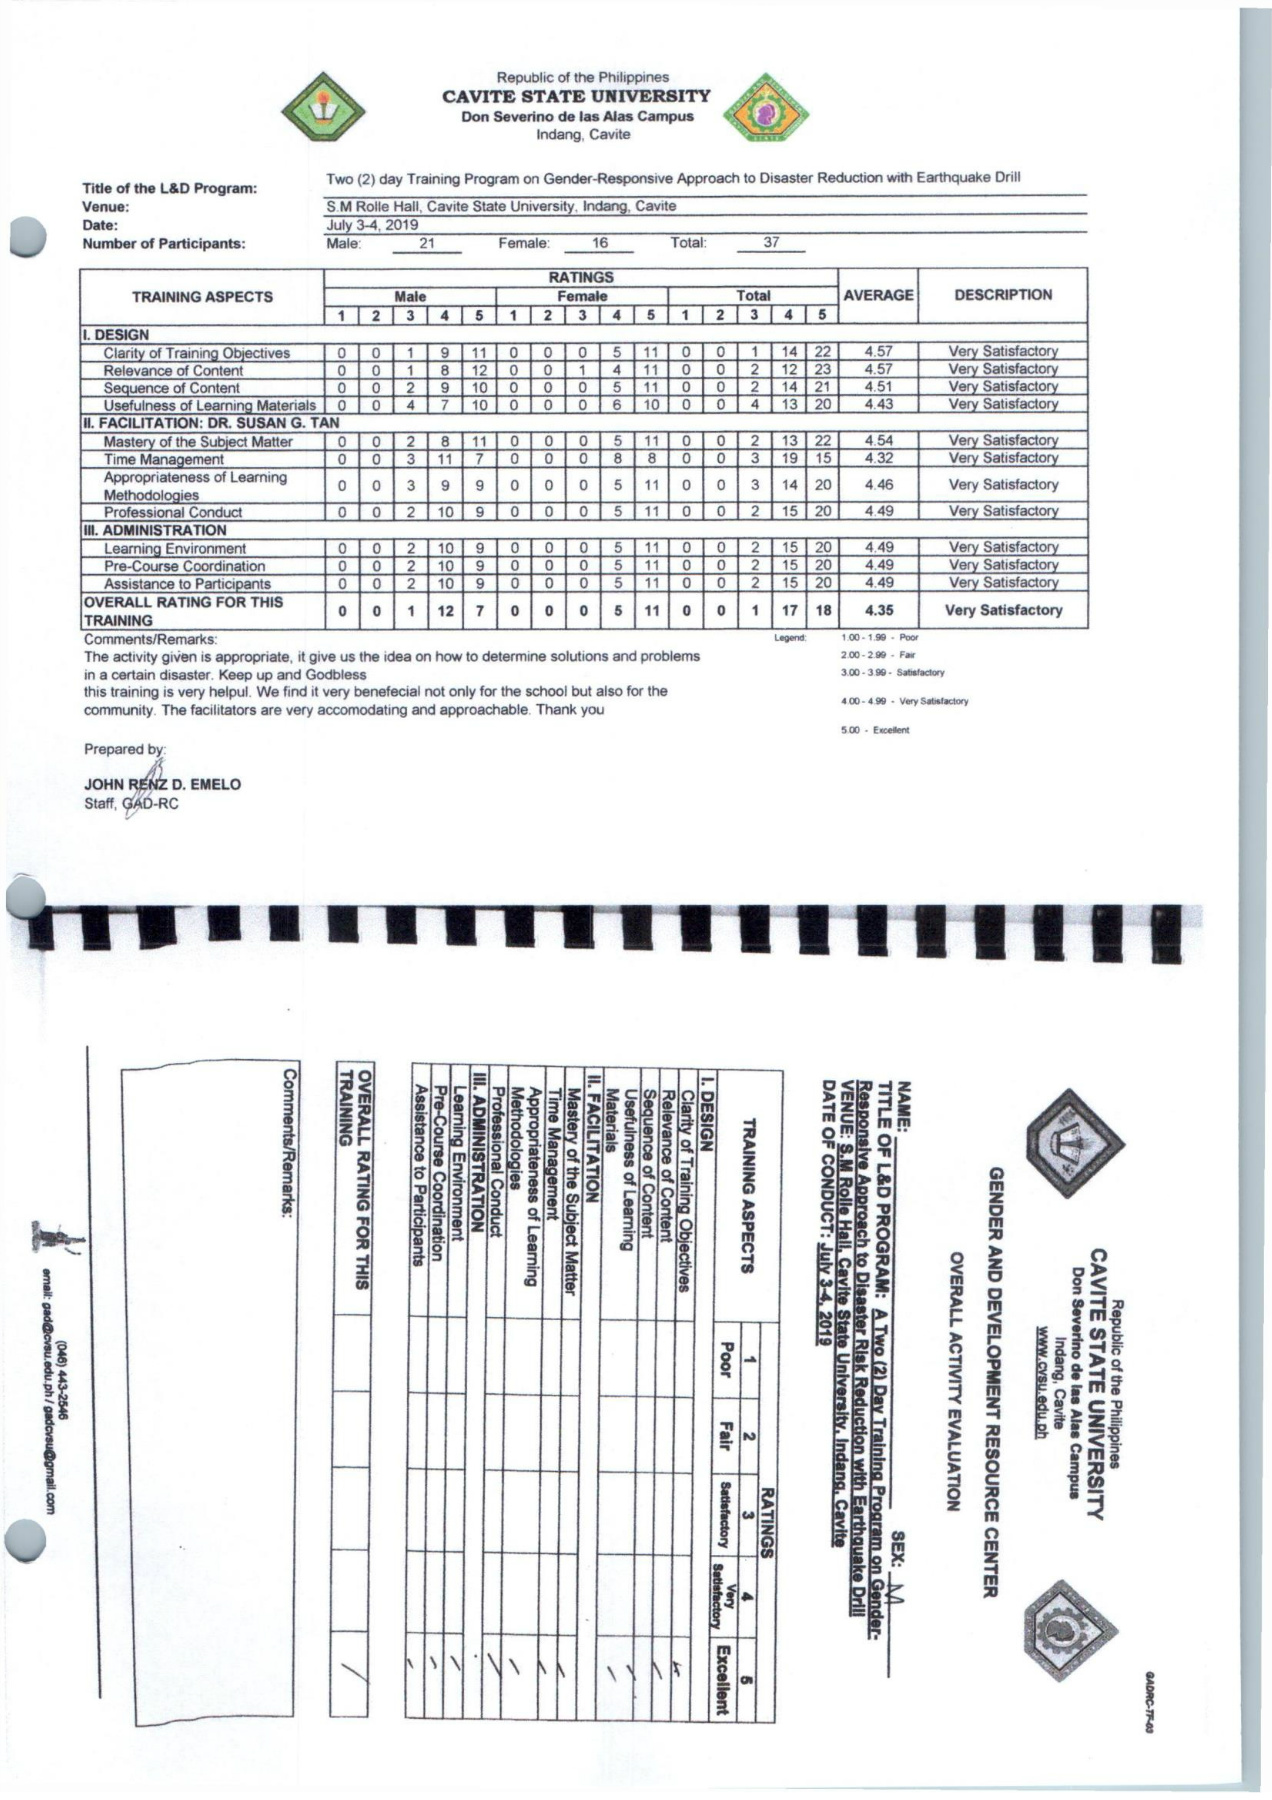 Republic of the Philippines
CAVITE STATE UNIVERSITY
Don Severino de las Alas Campus
Indang, Cavite
Title of the L&D Program: Two (2) day Training Program on Gender-Responsive Approach to Disaster Reduction with Earthquake Drill
Venue: S.M Rolle Hall, Cavite State University, Indang, Cavite
Date: July 3-4, 2019
Number of Participants: Male: 21 Female: 16 Total: 37
TRAINING ASPECTS RATINGS AVERAGE DESCRIPTION
Male Female Total
1 2 3 4 5 1 2 3 4 5 1 2 3 4 5
I. DESIGN
Clarity of Training Objectives 0 0 1 9 11 0 0 0 5 11 0 0 1 14 22 4.57 Very Satisfactory
Relevance of Content 0 0 1 8 12 0 0 1 4 11 0 0 2 12 23 4.57 Very Satisfactory
Sequence of Content 0 0 2 9 10 0 0 0 5 11 0 0 2 14 21 4.51 Very Satisfactory
Usefulness of Learning Materials 0 0 4 7 10 0 0 0 6 10 0 0 4 13 20 4.43 Very Satisfactory
II. FACILITATION: DR. SUSAN G. TAN
Mastery of the Subject Matter 0 0 2 8 11 0 0 0 5 11 0 0 2 13 22 4.54 Very Satisfactory
Time Management 0 0 3 11 7 0 0 0 8 8 0 0 3 19 15 4.32 Very Satisfactory
Appropriateness of Learning
Methodologies 0 0 3 9 9 0 0 0 5 11 0 0 3 14 20 4.46 Very Satisfactory
Professional Conduct 0 0 2 10 9 0 0 0 5 11 0 0 2 15 20 4.49 Very Satisfactory
III. ADMINISTRATION
Learning Environment 0 0 2 10 9 0 0 0 5 11 0 0 2 15 20 4.49 Very Satisfactory
Pre-Course Coordination 0 0 2 10 9 0 0 0 5 11 0 0 2 15 20 4.49 Very Satisfactory
Assistance to Participants 0 0 2 10 9 0 0 0 5 11 0 0 2 15 20 4.49 Very Satisfactory
OVERALL RATING FOR THIS
TRAINING 0 0 1 12 7 0 0 0 5 11 0 0 1 17 18 4.35 Very Satisfactory
Comments/Remarks:
The activity given is appropriate, it give us the idea on how to determine solutions and problems
in a certain disaster. Keep up and Godbless
this training is very helpul. We find it very benefecial not only for the school but also for the
community. The facilitators are very accomodating and approachable. Thank you
Legend: 1.00 - 1.99 - Poor
2.00 - 2.99 - Fair
3.00 - 3.99 - Satisfactory
4.00 - 4.99 - Very Satisfactory
5.00 - Excellent
Prepared by:
JOHN RENZ D. EMELO
Staff, GAD-RC
GADRC-TF-03
Republic of the Philippines
CAVITE STATE UNIVERSITY
Don Severino de las Alas Campus
Indang, Cavite
www.cvsu.edu.ph
GENDER AND DEVELOPMENT RESOURCE CENTER
OVERALL ACTIVITY EVALUATION
NAME: SEX: M
TITLE OF L&D PROGRAM: A Two (2) Day Training Program on Gender-
Responsive Approach to Disaster Risk Reduction with Earthquake Drill
VENUE: S.M Rolle Hall, Cavite State University, Indang, Cavite
DATE OF CONDUCT: July 3-4, 2019
TRAINING ASPECTS RATINGS
1 2 3 4 5
Poor Fair Satisfactory Very Satisfactory Excellent
I. DESIGN
Clarity of Training Objectives
Relevance of Content
Sequence of Content
Usefulness of Learning
Materials
II. FACILITATION
Mastery of the Subject Matter
Time Management
Appropriateness of Learning
Methodologies
Professional Conduct
III. ADMINISTRATION
Learning Environment
Pre-Course Coordination
Assistance to Participants
OVERALL RATING FOR THIS
TRAINING
Comments/Remarks:
(046) 443-2546
email: gad@cvsu.edu.ph / gadcvsu@gmail.com